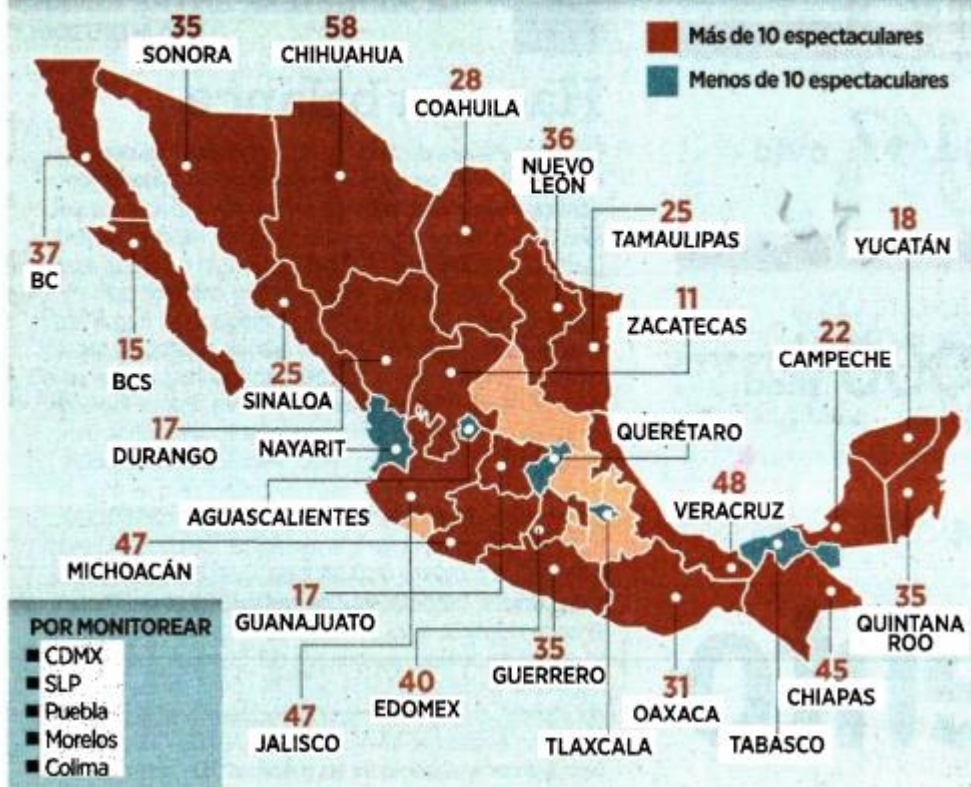 35
SONORA
58
CHIHUAHUA
28
COAHUILA
36
NUEVO
LEÓN
25
TAMAULIPAS
11
ZACATECAS
18
YUCATÁN
22
CAMPECHE
Más de 10 espectaculares
Menos de 10 espectaculares
37
BC
15
BCS
25
SINALOA
17
DURANGO
NAYARIT
QUERÉTARO
AGUASCALIENTES
48
VERACRUZ
47
MICHOACÁN
17
GUANAJUATO
35
QUINTANA
ROO
35
GUERRERO
45
CHIAPAS
40
EDOMEX
31
OAXACA
47
JALISCO
TLAXCALA
TABASCO
POR MONITOREAR
CDMX
SLP
Puebla
Morelos
Colima